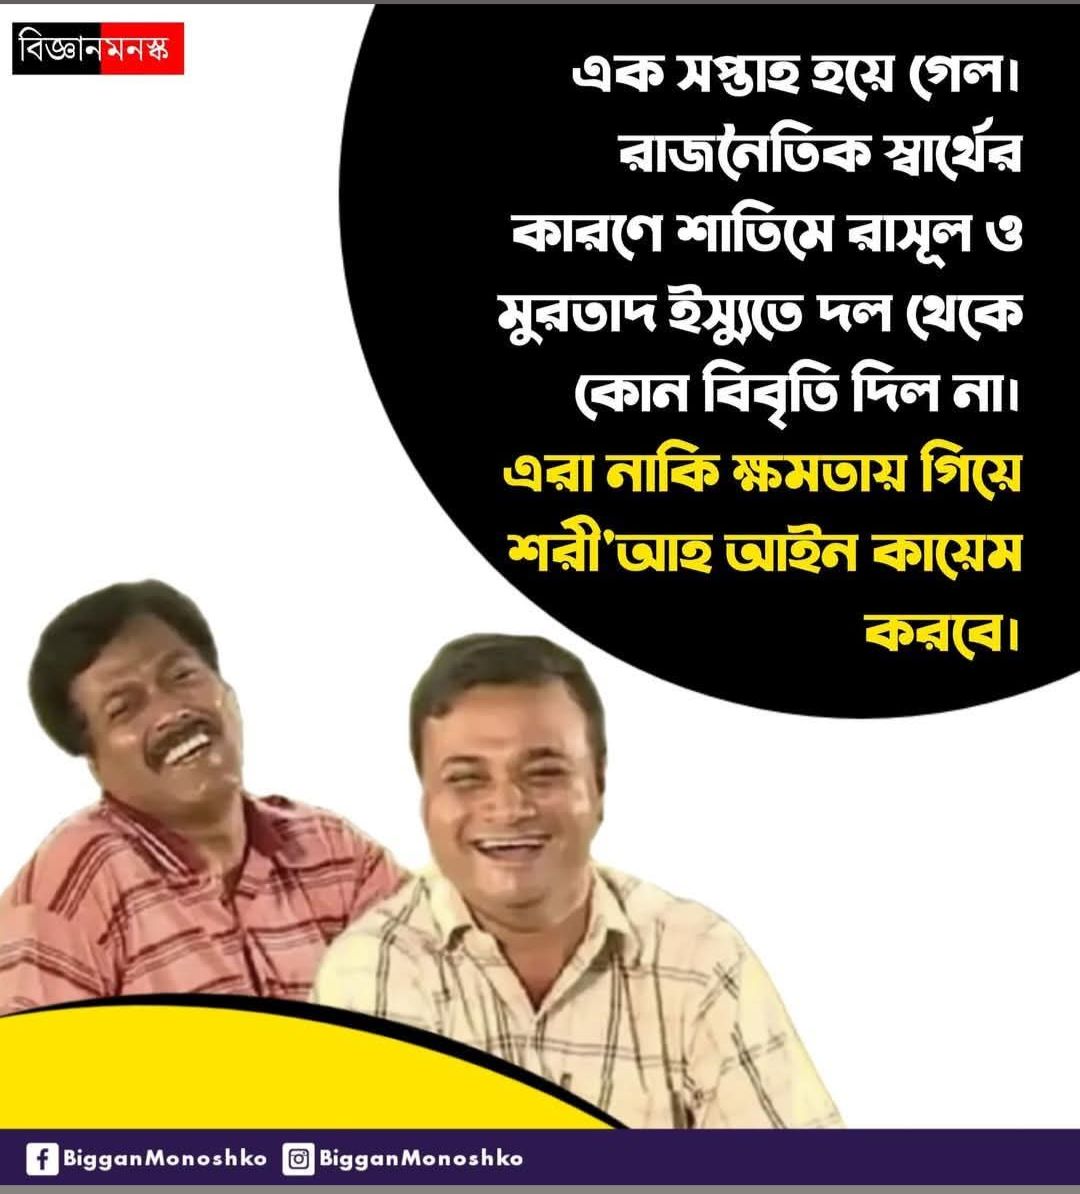 বিজ্ঞানমনস্ক
এক সপ্তাহ হয়ে গেল।
রাজনৈতিক স্বার্থের
কারণে শাতিমে রাসূল ও
মুরতাদ ইস্যুতে দল থেকে
কোন বিবৃতি দিল না।
এরা নাকি ক্ষমতায় গিয়ে
শরী'আহ আইন কায়েম
করবে।
BigganMonoshko BigganMonoshko